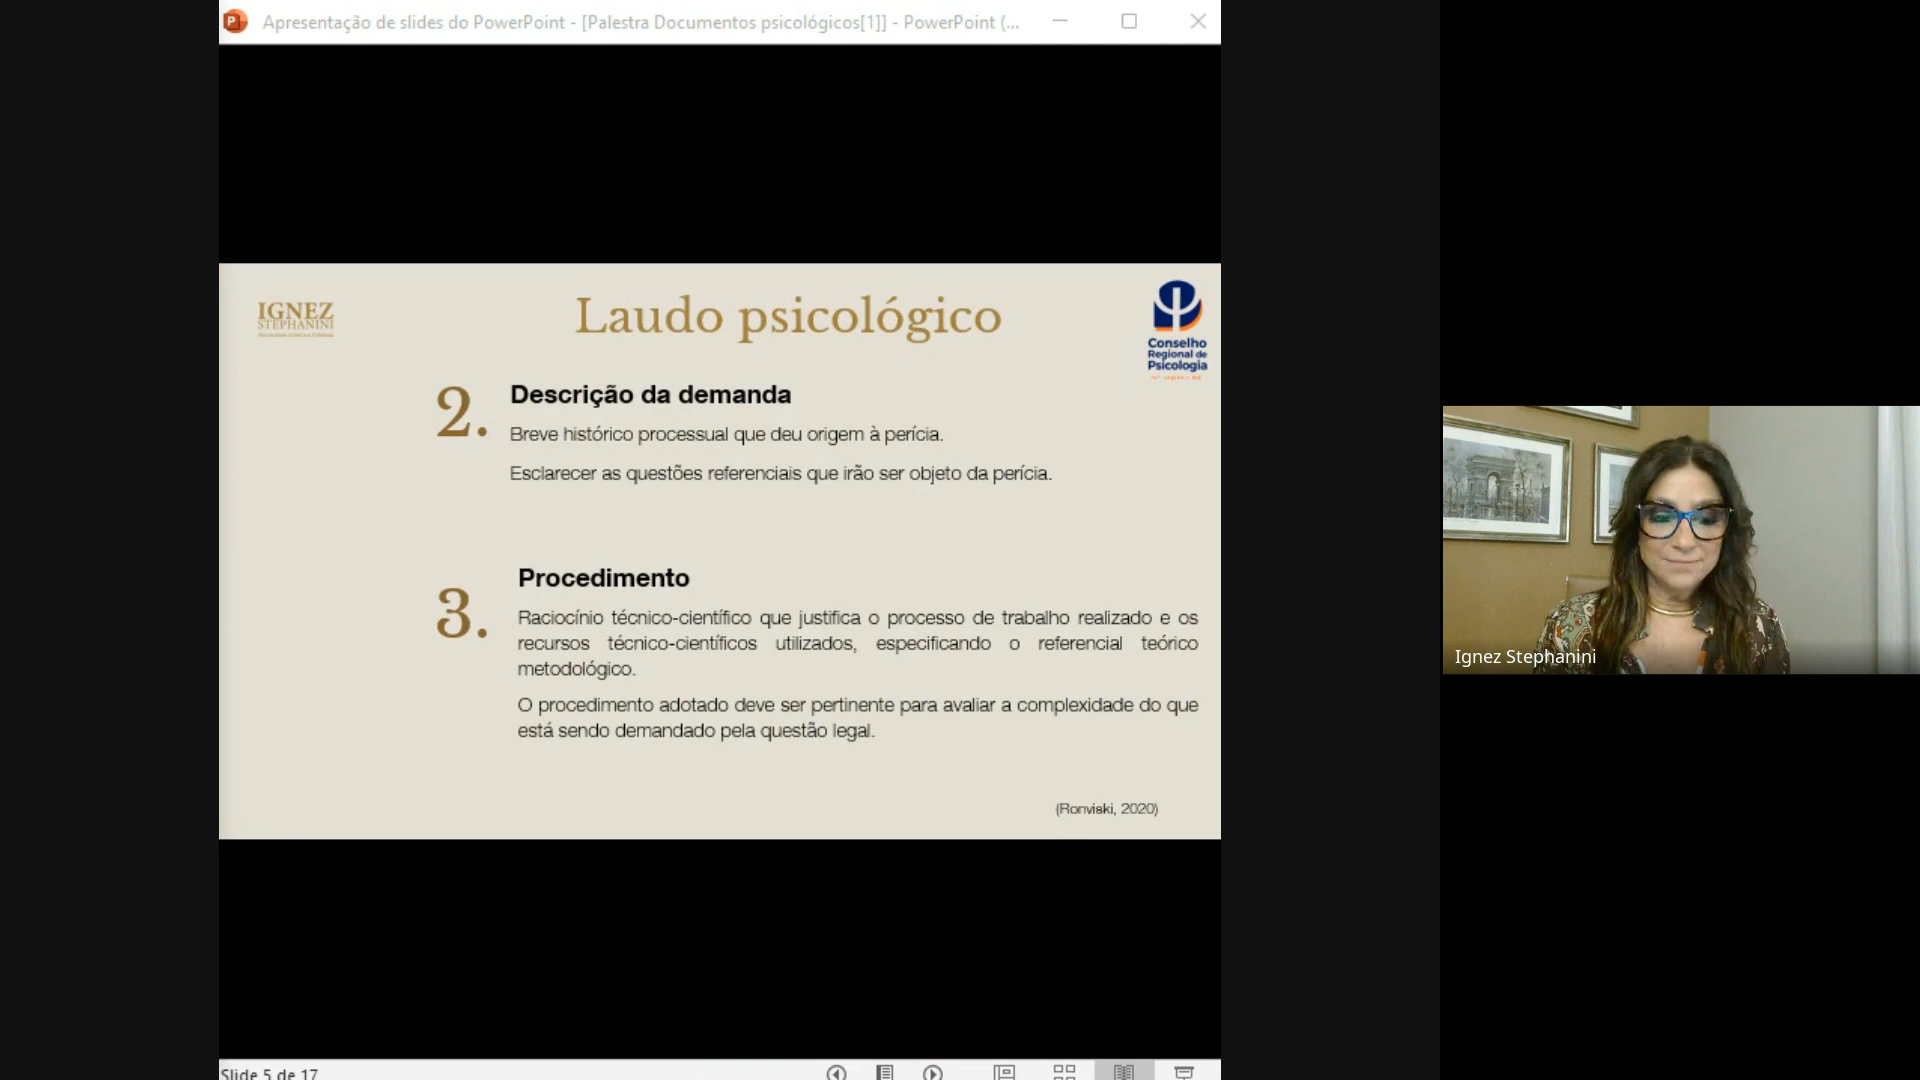 Apresentação de slides do PowerPoint - [Palestra Documentos psicológicos[1]] - PowerPoint (...
IGNEZ
STEPHANINI
Laudo psicológico
Conselho
Regional de
Psicologia
2.
Descrição da demanda
Breve histórico processual que deu origem à perícia.
Esclarecer as questões referenciais que irão ser objeto da perícia.
3.
Procedimento
Raciocínio técnico-científico que justifica o processo de trabalho realizado e os
recursos técnico-científicos utilizados, especificando o referencial teórico
metodológico.
O procedimento adotado deve ser pertinente para avaliar a complexidade do que
está sendo demandado pela questão legal.
(Ronviski, 2020)
Ignez Stephanini
Slide 5 de 17